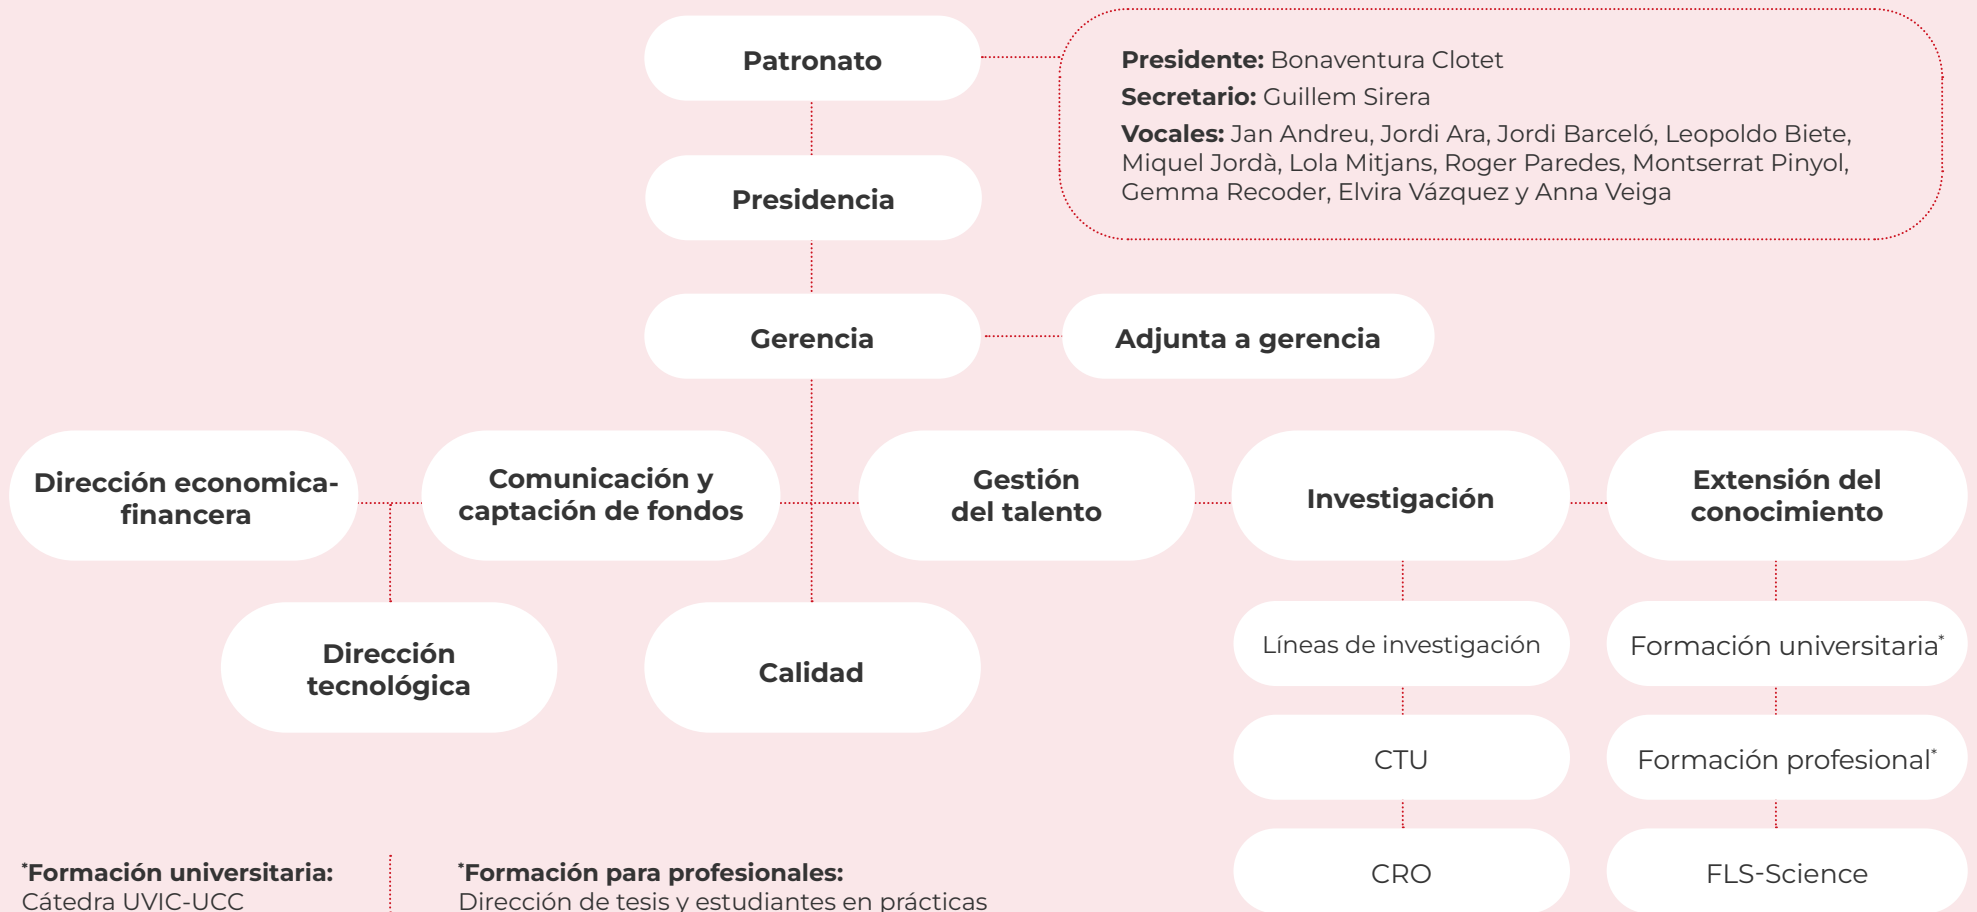 Patronato
Presidente: Bonaventura Clotet
Secretario: Guillem Sirera
Vocales: Jan Andreu, Jordi Ara, Jordi Barceló, Leopoldo Biete,
Miquel Jordà, Lola Mitjans, Roger Paredes, Montserrat Pinyol,
Gemma Recoder, Elvira Vázquez y Anna Veiga
Presidencia
Gerencia
Adjunta a gerencia
Dirección economica-
financera
Comunicación y
captación de fondos
Gestión
del talento
Investigación
Extensión del
conocimiento
Dirección
tecnológica
Calidad
Líneas de investigación
Formación universitaria*
CTU
Formación profesional*
CRO
FLS-Science
*Formación universitaria:
Cátedra UVIC-UCC
*Formación para profesionales:
Dirección de tesis y estudiantes en prácticas